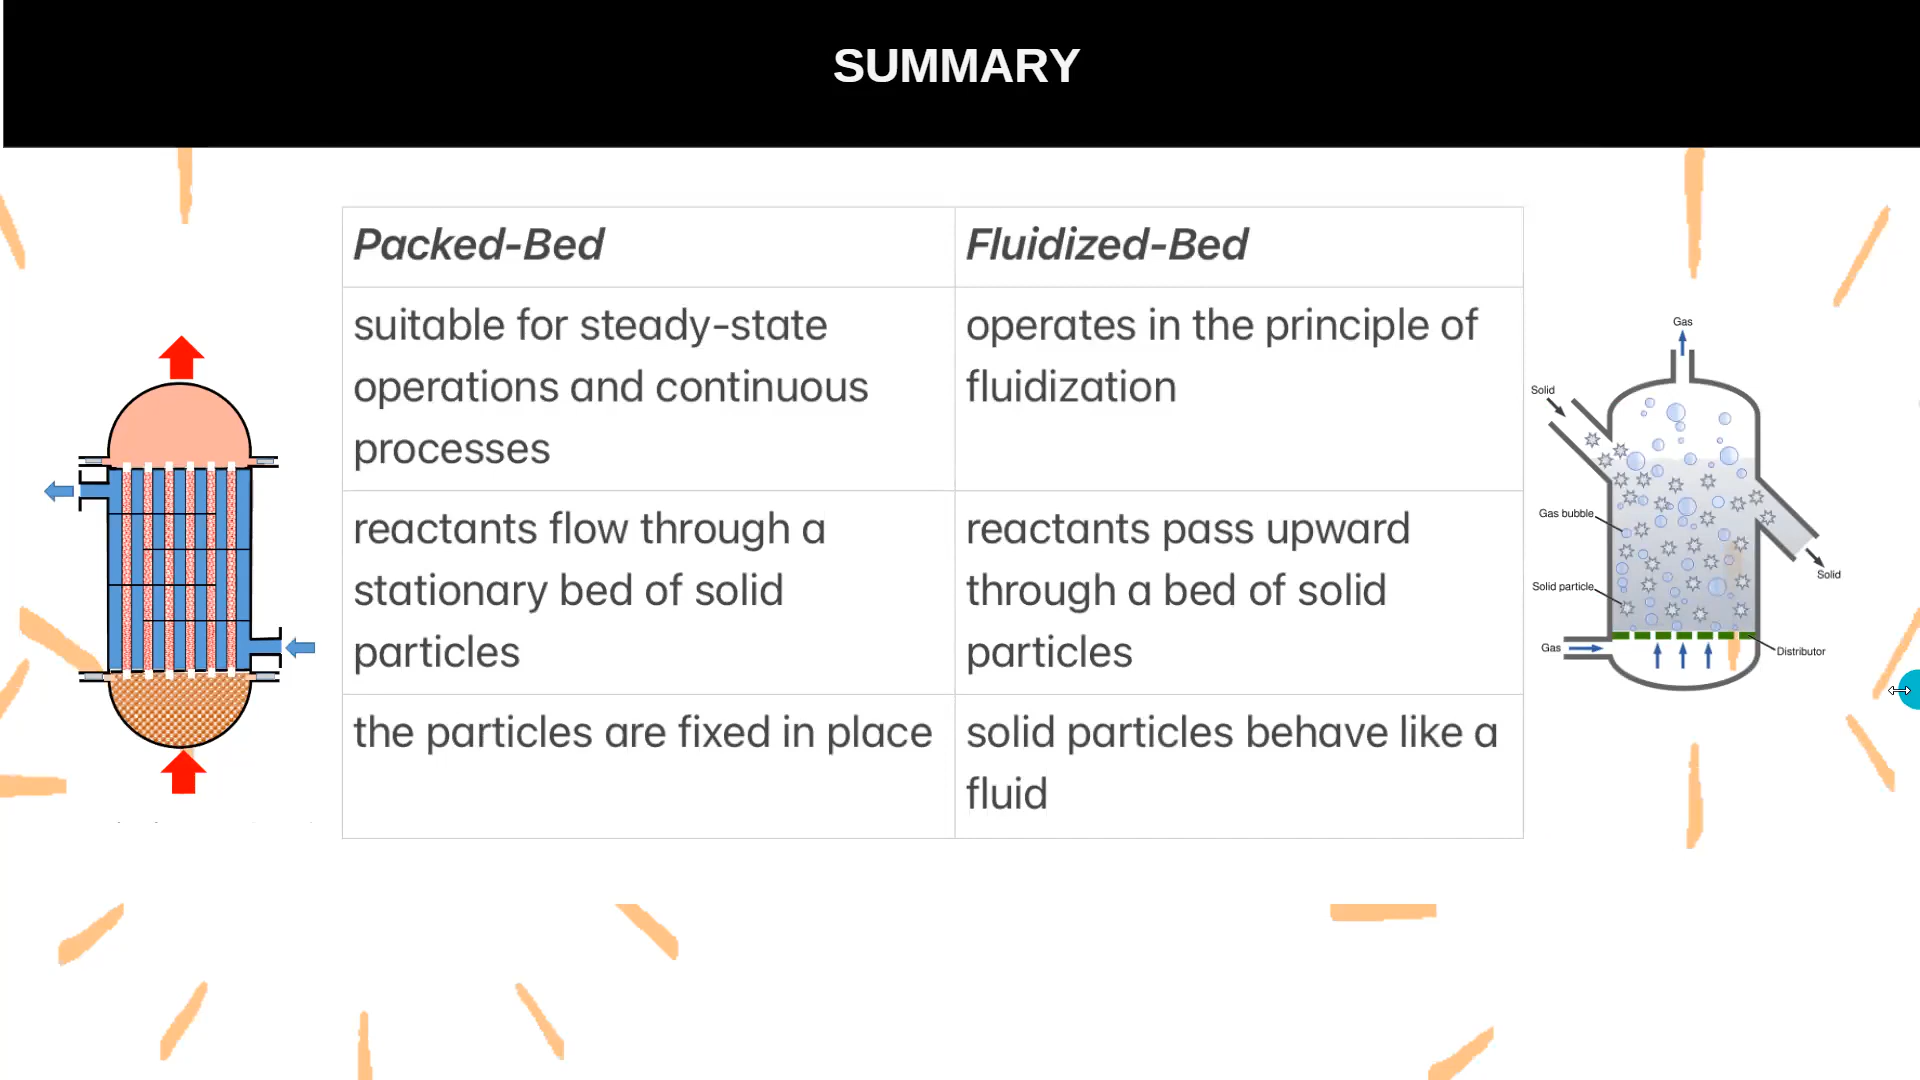 SUMMARY
Packed-Bed
Fluidized-Bed
suitable for steady-state
operations and continuous
processes
operates in the principle of
fluidization
reactants flow through a
stationary bed of solid
particles
reactants pass upward
through a bed of solid
particles
the particles are fixed in place
solid particles behave like a
fluid
Gas
Solid
Gas bubble
Solid
Solid particle
Gas
Distributor